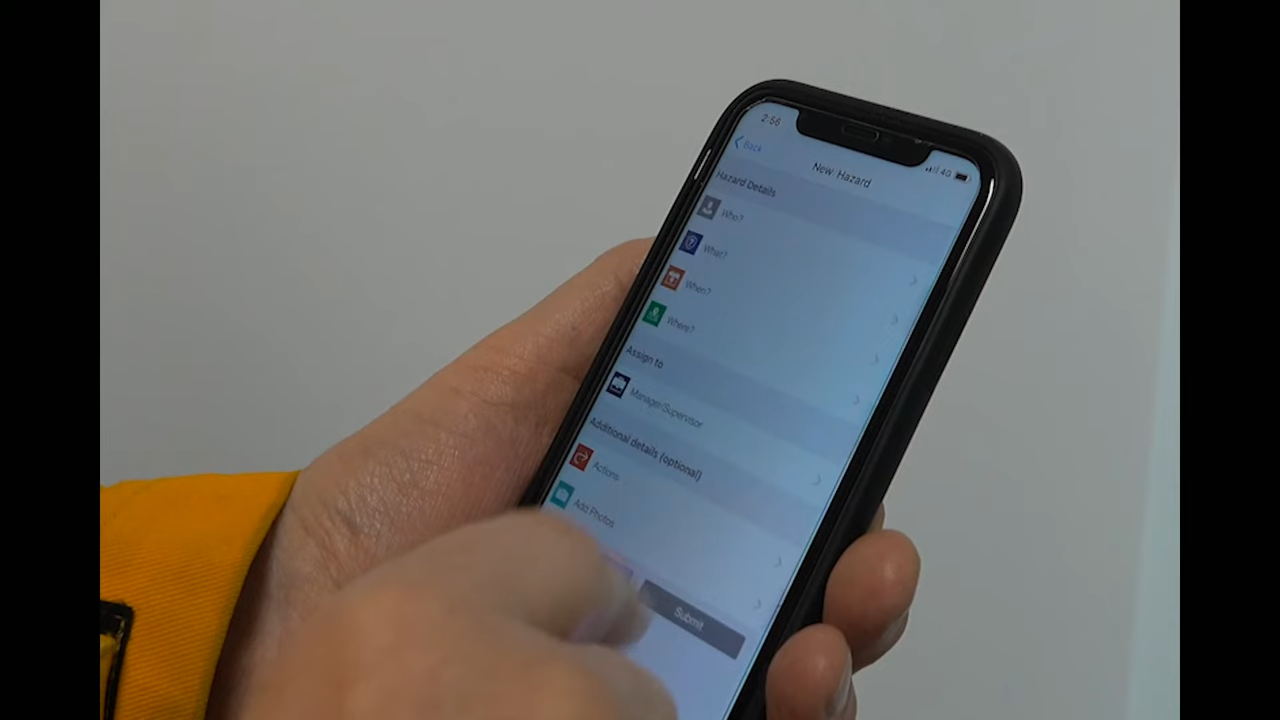 2:56
4G
Back
New Hazard
Hazard Details
Who?
What?
When?
Where?
Assign to
Manager/Supervisor
Additional details (optional)
Actions
Add Photos
Submit